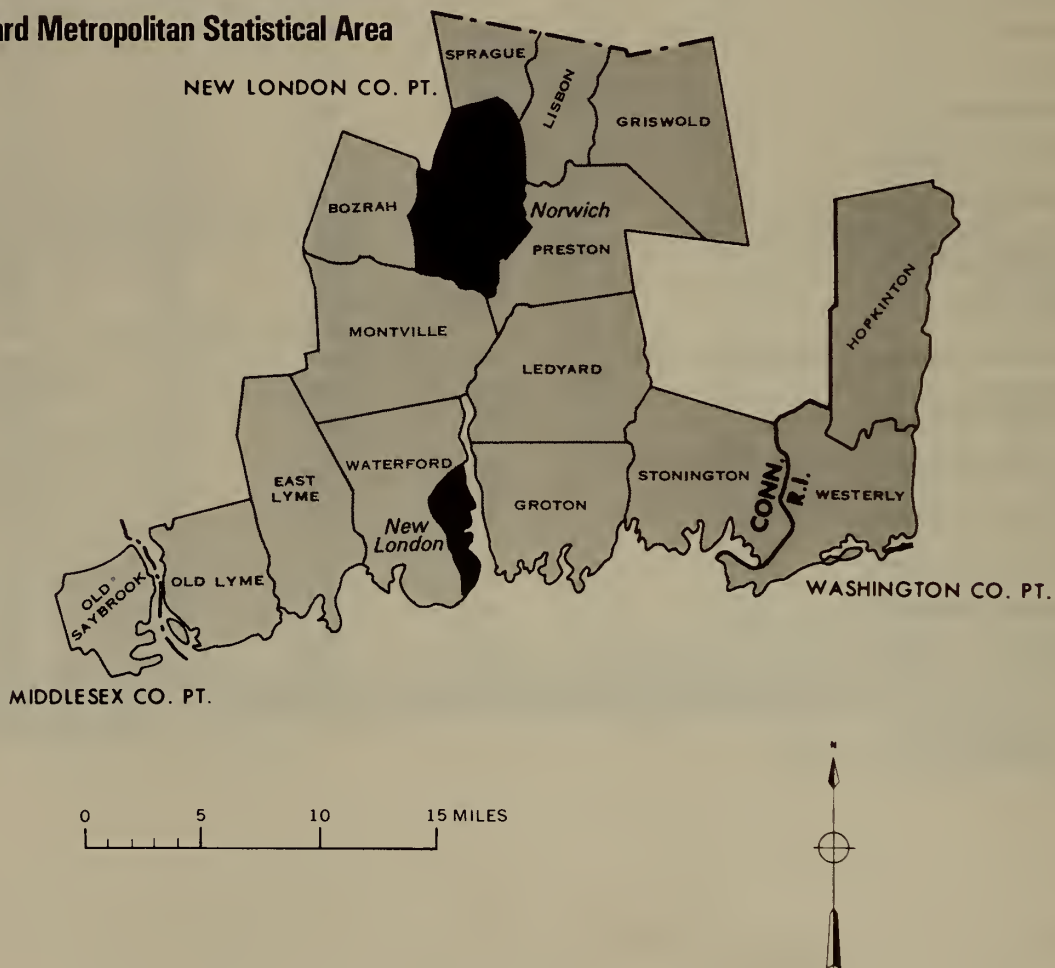 ard Metropolitan Statistical Area
NEW LONDON CO. PT.
SPRAGUE
LISBON
GRISWOLD
BOZRAH
Norwich
PRESTON
HOPKINTON
MONTVILLE
LEDYARD
WATERFORD
EAST
LYME
STONINGTON
CONN.
R.I.
WESTERLY
GROTON
New
London
OLD
SAYBROOK
OLD LYME
WASHINGTON CO. PT.
MIDDLESEX CO. PT.
0 5 10 15 MILES
N